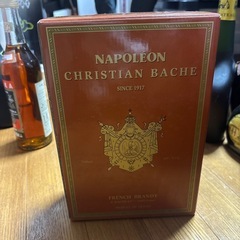 NAPOLEON
CHRISTIAN BACHE
SINCE 1917
FRENCH BRANDY